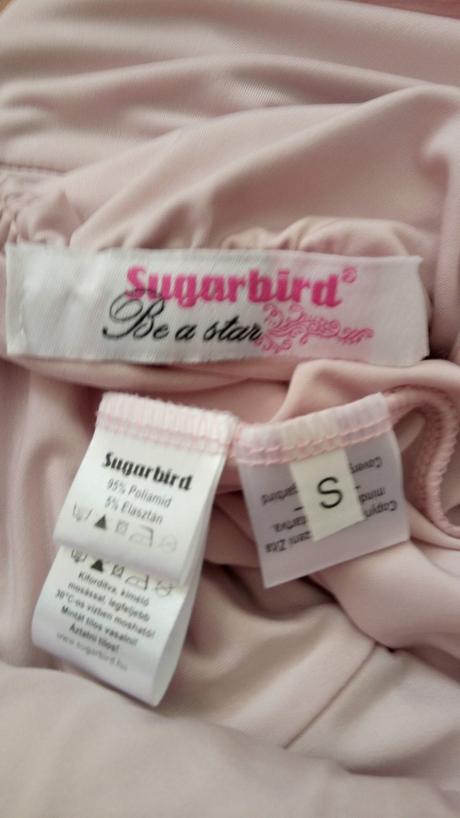 Sugarbird®
Be a star
Sugarbird
95% Poliamid
5% Elasztán
Kifordítva, kímélő
mosással, legfeljebb
30°C-os vízben mosható!
Mintát tilos vasalni!
Áztatni tilos!
www.sugarbird.hu
S